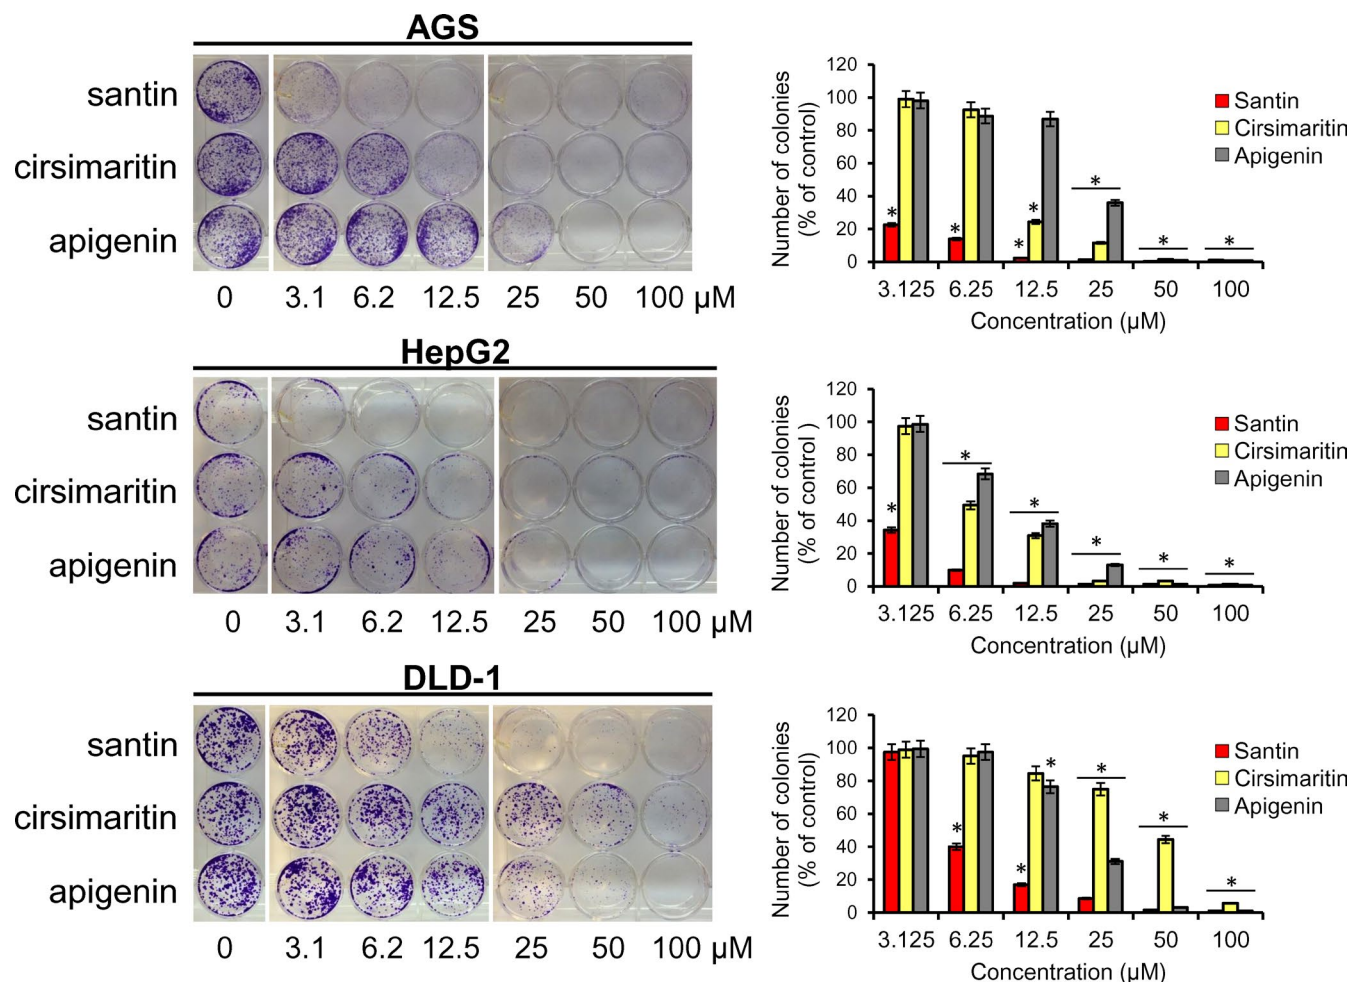 AGS
santin
cirsimaritin
apigenin
0 3.1 6.2 12.5 25 50 100 µM
Number of colonies
(% of control)
120
100
80
60
40
20
0
*
*
*
*
*
*
*
3.125 6.25 12.5 25 50 100
Concentration (µM)
Santin
Cirsimaritin
Apigenin
HepG2
santin
cirsimaritin
apigenin
0 3.1 6.2 12.5 25 50 100 µM
Number of colonies
(% of control )
120
100
80
60
40
20
0
*
*
*
*
*
*
3.125 6.25 12.5 25 50 100
Concentration (µM)
Santin
Cirsimaritin
Apigenin
DLD-1
santin
cirsimaritin
apigenin
0 3.1 6.2 12.5 25 50 100 µM
Number of colonies
(% of control)
120
100
80
60
40
20
0
*
*
*
*
*
*
3.125 6.25 12.5 25 50 100
Concentration (µM)
Santin
Cirsimaritin
Apigenin